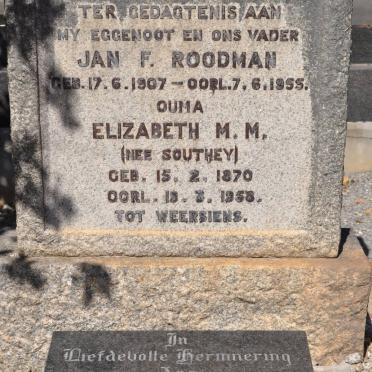 TER GEDAGTENIS AAN
MY EGGENOOT EN ONS VADER
JAN F. ROODMAN
GEB. 17. 6. 1907 — OORL. 7. 6. 1955.
OUMA
ELIZABETH M. M.
(NEE SOUTHEY)
GEB. 15. 2. 1870
OORL. 13. 3. 1958.
TOT WEERSIENS.
In
Liefdevolle Herinnering